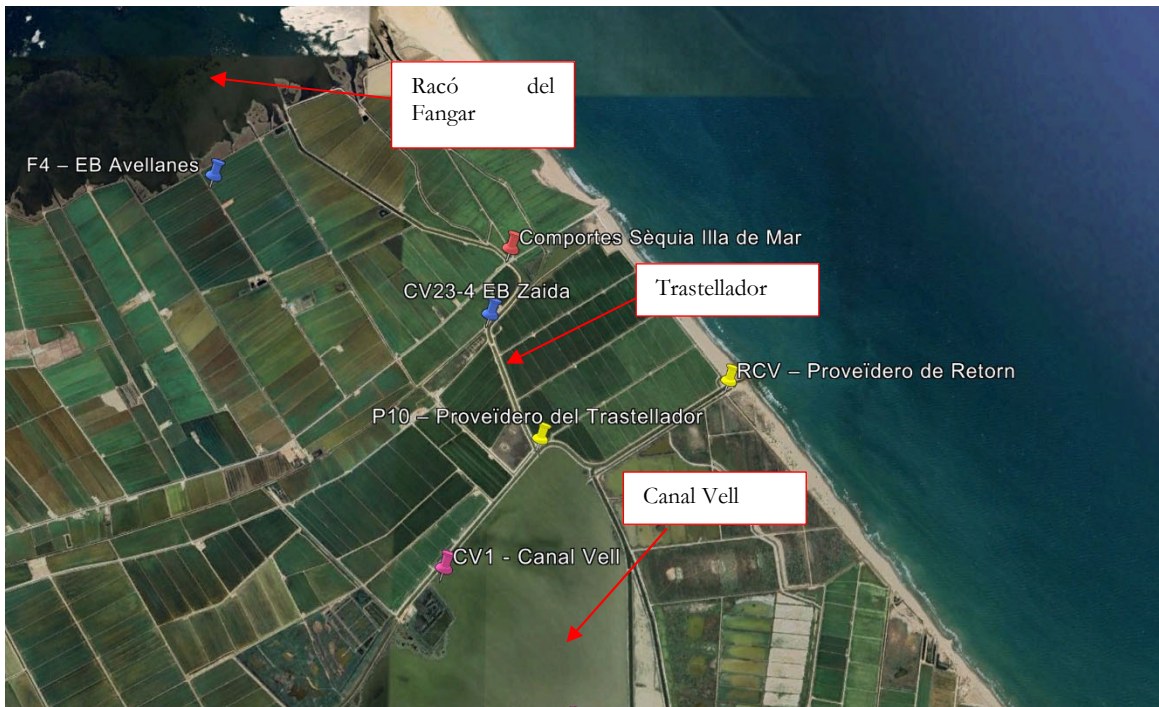 Racó del
Fangar
F4 – EB Avellanes
Comportes Sèquia Illa de Mar
CV23-4 EB Zaida
Trastellador
RCV – Proveïdero de Retorn
P10 – Proveïdero del Trastellador
Canal Vell
CV1 - Canal Vell